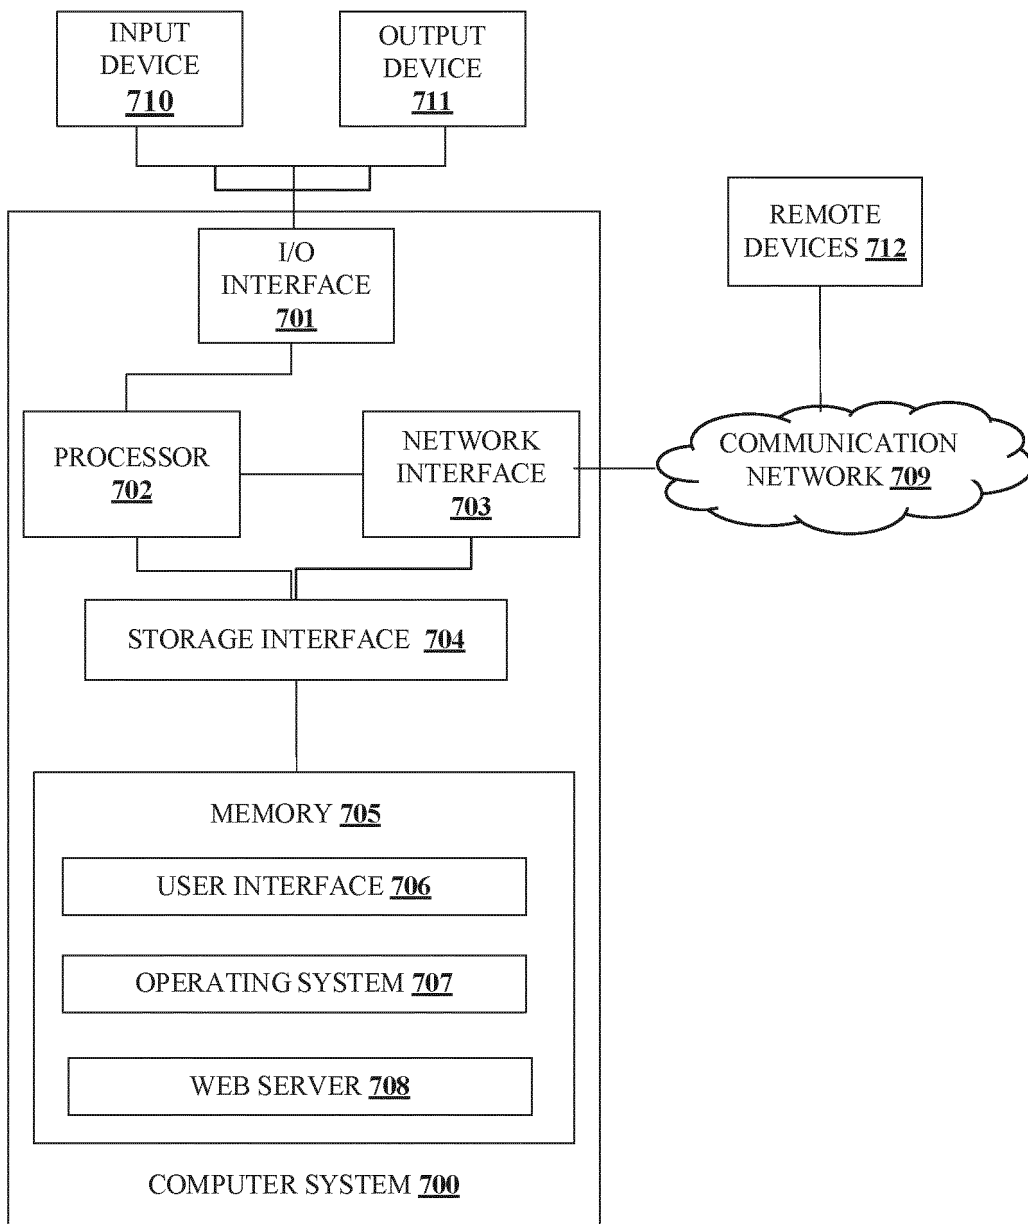 INPUT
DEVICE
710
OUTPUT
DEVICE
711
REMOTE
DEVICES 712
I/O
INTERFACE
701
PROCESSOR
702
NETWORK
INTERFACE
703
COMMUNICATION
NETWORK 709
STORAGE INTERFACE 704
MEMORY 705
USER INTERFACE 706
OPERATING SYSTEM 707
WEB SERVER 708
COMPUTER SYSTEM 700